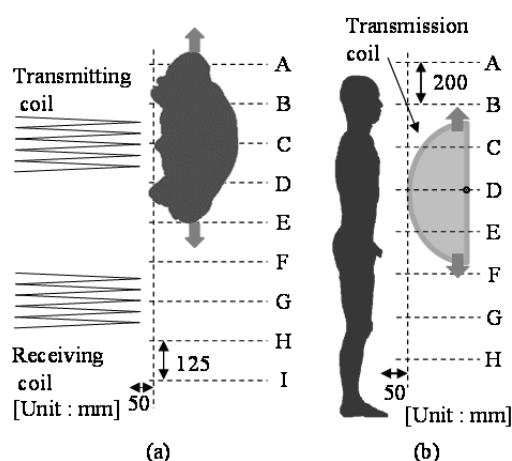 Transmitting
coil
Receiving
coil
[Unit : mm]
50
125
A
B
C
D
E
F
G
H
I
(a)
Transmission
coil
200
A
B
C
D
E
F
G
H
50
[Unit : mm]
(b)